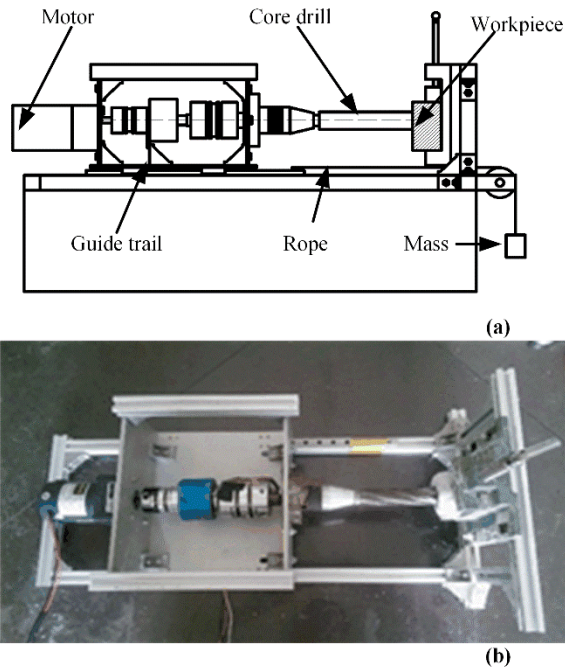 Motor
Core drill
Workpiece
Guide trail
Rope
Mass
(a)
(b)